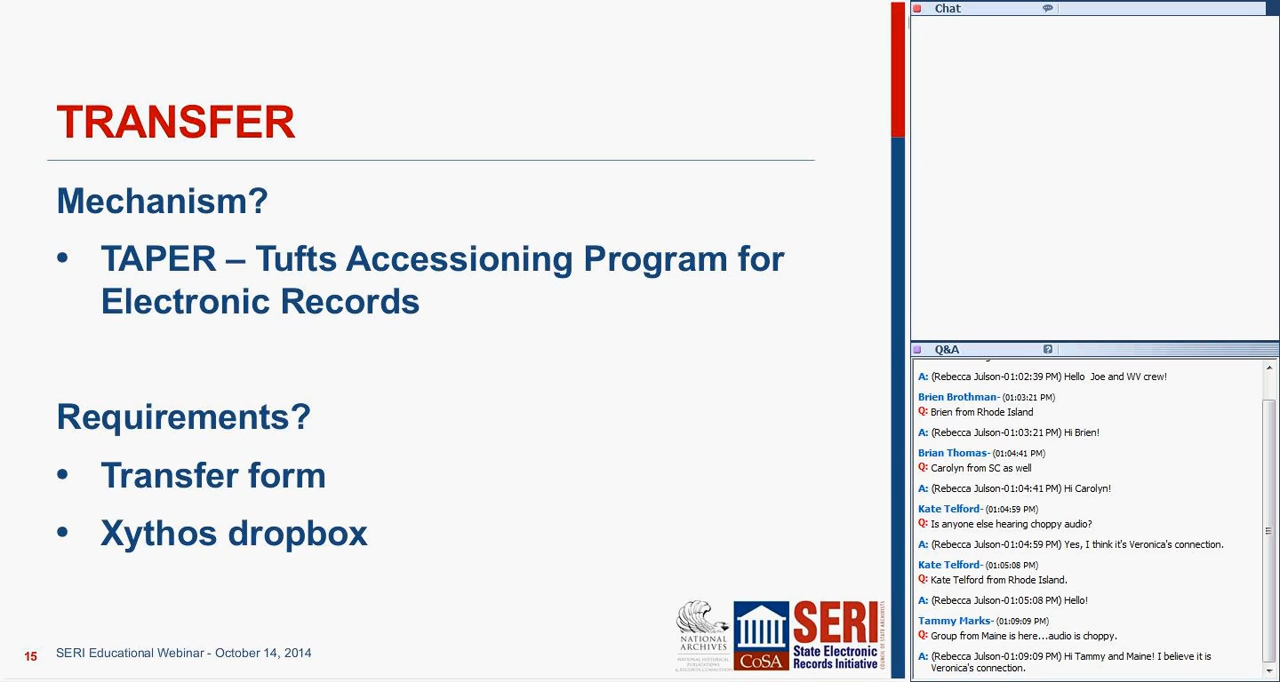 TRANSFER
Mechanism?
• TAPER – Tufts Accessioning Program for
Electronic Records
Requirements?
• Transfer form
• Xythos dropbox
15 SERI Educational Webinar - October 14, 2014
NATIONAL
ARCHIVES
CoSA
SERI
State Electronic
Records Initiative
COUNCIL OF STATE ARCHIVISTS
Chat
Q&A
A: (Rebecca Julson-01:02:39 PM) Hello Joe and WV crew!
Brien Brothman- (01:03:21 PM)
Q: Brien from Rhode Island
A: (Rebecca Julson-01:03:21 PM) Hi Brien!
Brian Thomas- (01:04:41 PM)
Q: Carolyn from SC as well
A: (Rebecca Julson-01:04:41 PM) Hi Carolyn!
Kate Telford- (01:04:59 PM)
Q: Is anyone else hearing choppy audio?
A: (Rebecca Julson-01:04:59 PM) Yes, I think it's Veronica's connection.
Kate Telford- (01:05:08 PM)
Q: Kate Telford from Rhode Island.
A: (Rebecca Julson-01:05:08 PM) Hello!
Tammy Marks- (01:09:09 PM)
Q: Group from Maine is here...audio is choppy.
A: (Rebecca Julson-01:09:09 PM) Hi Tammy and Maine! I believe it is
Veronica's connection.